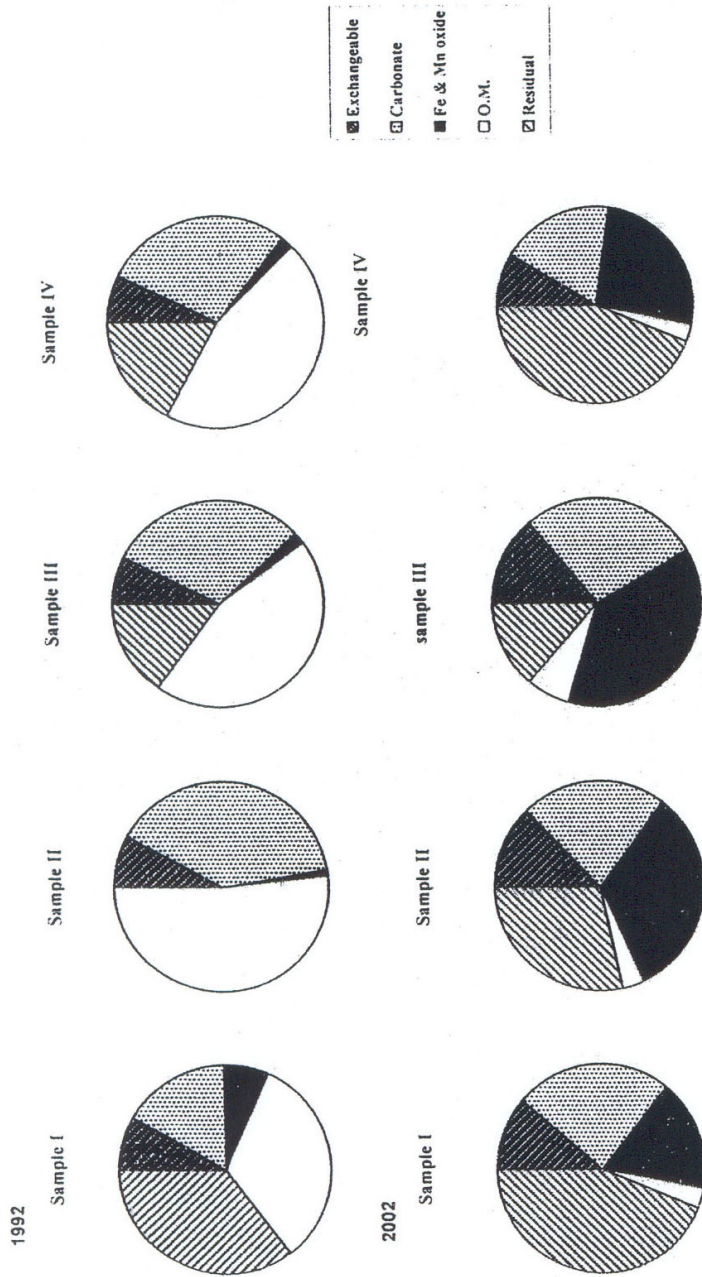 1992
Sample I
Sample II
Sample III
Sample IV
2002
Sample I
Sample II
sample III
Sample IV
Exchangeable
Carbonate
Fe & Mn oxide
O.M.
Residual